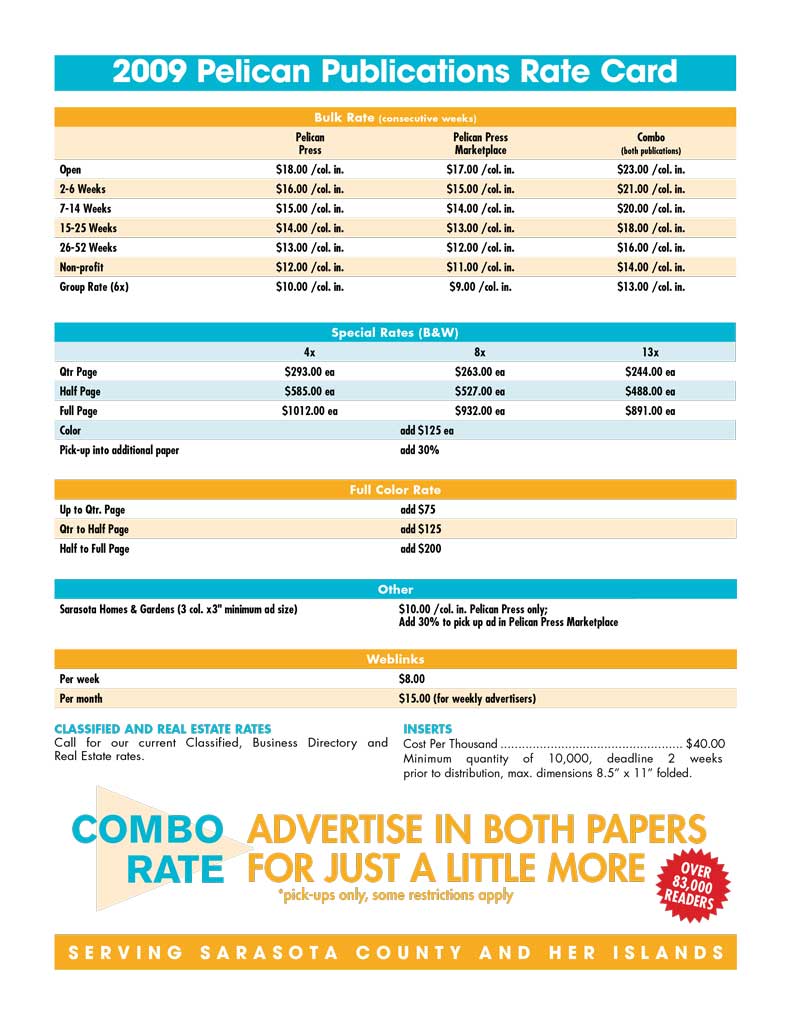 2009 Pelican Publications Rate Card
Bulk Rate (consecutive weeks)
Pelican Press Pelican Press Marketplace Combo (both publications)
Open $18.00 /col. in. $17.00 /col. in. $23.00 /col. in.
2-6 Weeks $16.00 /col. in. $15.00 /col. in. $21.00 /col. in.
7-14 Weeks $15.00 /col. in. $14.00 /col. in. $20.00 /col. in.
15-25 Weeks $14.00 /col. in. $13.00 /col. in. $18.00 /col. in.
26-52 Weeks $13.00 /col. in. $12.00 /col. in. $16.00 /col. in.
Non-profit $12.00 /col. in. $11.00 /col. in. $14.00 /col. in.
Group Rate (6x) $10.00 /col. in. $9.00 /col. in. $13.00 /col. in.
Special Rates (B&W)
4x 8x 13x
Qtr Page $293.00 ea $263.00 ea $244.00 ea
Half Page $585.00 ea $527.00 ea $488.00 ea
Full Page $1012.00 ea $932.00 ea $891.00 ea
Color add $125 ea
Pick-up into additional paper add 30%
Full Color Rate
Up to Qtr. Page add $75
Qtr to Half Page add $125
Half to Full Page add $200
Other
Sarasota Homes & Gardens (3 col. x3" minimum ad size) $10.00 /col. in. Pelican Press only;
Add 30% to pick up ad in Pelican Press Marketplace
Weblinks
Per week $8.00
Per month $15.00 (for weekly advertisers)
CLASSIFIED AND REAL ESTATE RATES
Call for our current Classified, Business Directory and
Real Estate rates.
INSERTS
Cost Per Thousand .................................................. $40.00
Minimum quantity of 10,000, deadline 2 weeks
prior to distribution, max. dimensions 8.5” x 11” folded.
COMBO
RATE
ADVERTISE IN BOTH PAPERS
FOR JUST A LITTLE MORE
*pick-ups only, some restrictions apply
OVER
83,000
READERS
SERVING SARASOTA COUNTY AND HER ISLANDS